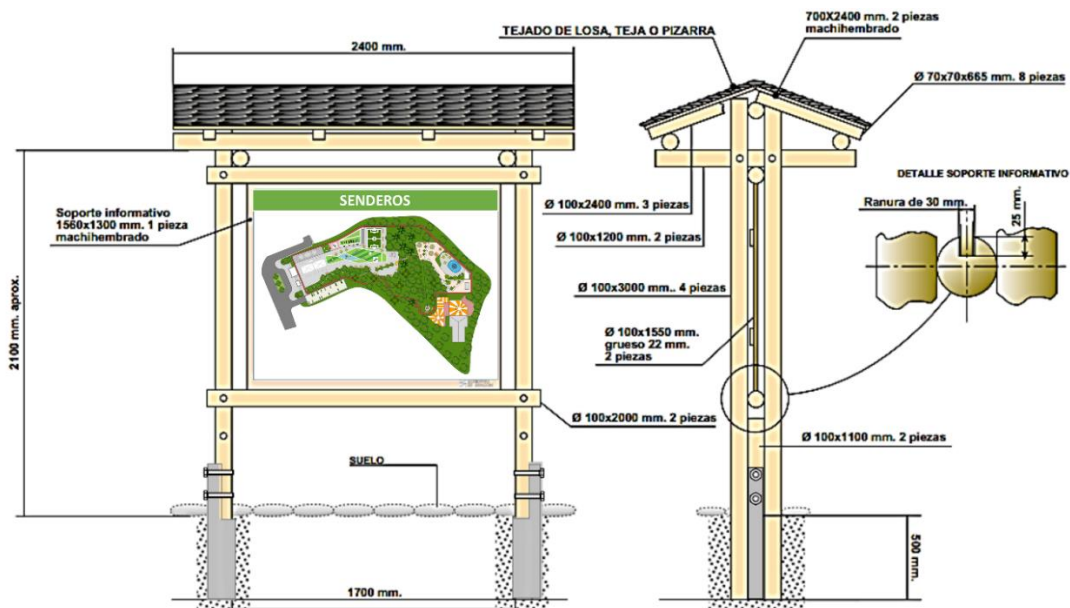 2400 mm.
TEJADO DE LOSA, TEJA O PIZARRA
700X2400 mm. 2 piezas
machihembrado
Ø 70x70x665 mm. 8 piezas
SENDEROS
Soporte informativo
1560x1300 mm. 1 pieza
machihembrado
2100 mm. aprox.
Ø 100x2400 mm. 3 piezas
Ø 100x1200 mm. 2 piezas
Ø 100x3000 mm.. 4 piezas
Ø 100x1550 mm.
grueso 22 mm.
2 piezas
DETALLE SOPORTE INFORMATIVO
Ranura de 30 mm.
25 mm.
Ø 100x2000 mm. 2 piezas
Ø 100x1100 mm. 2 piezas
SUELO
1700 mm.
500 mm.